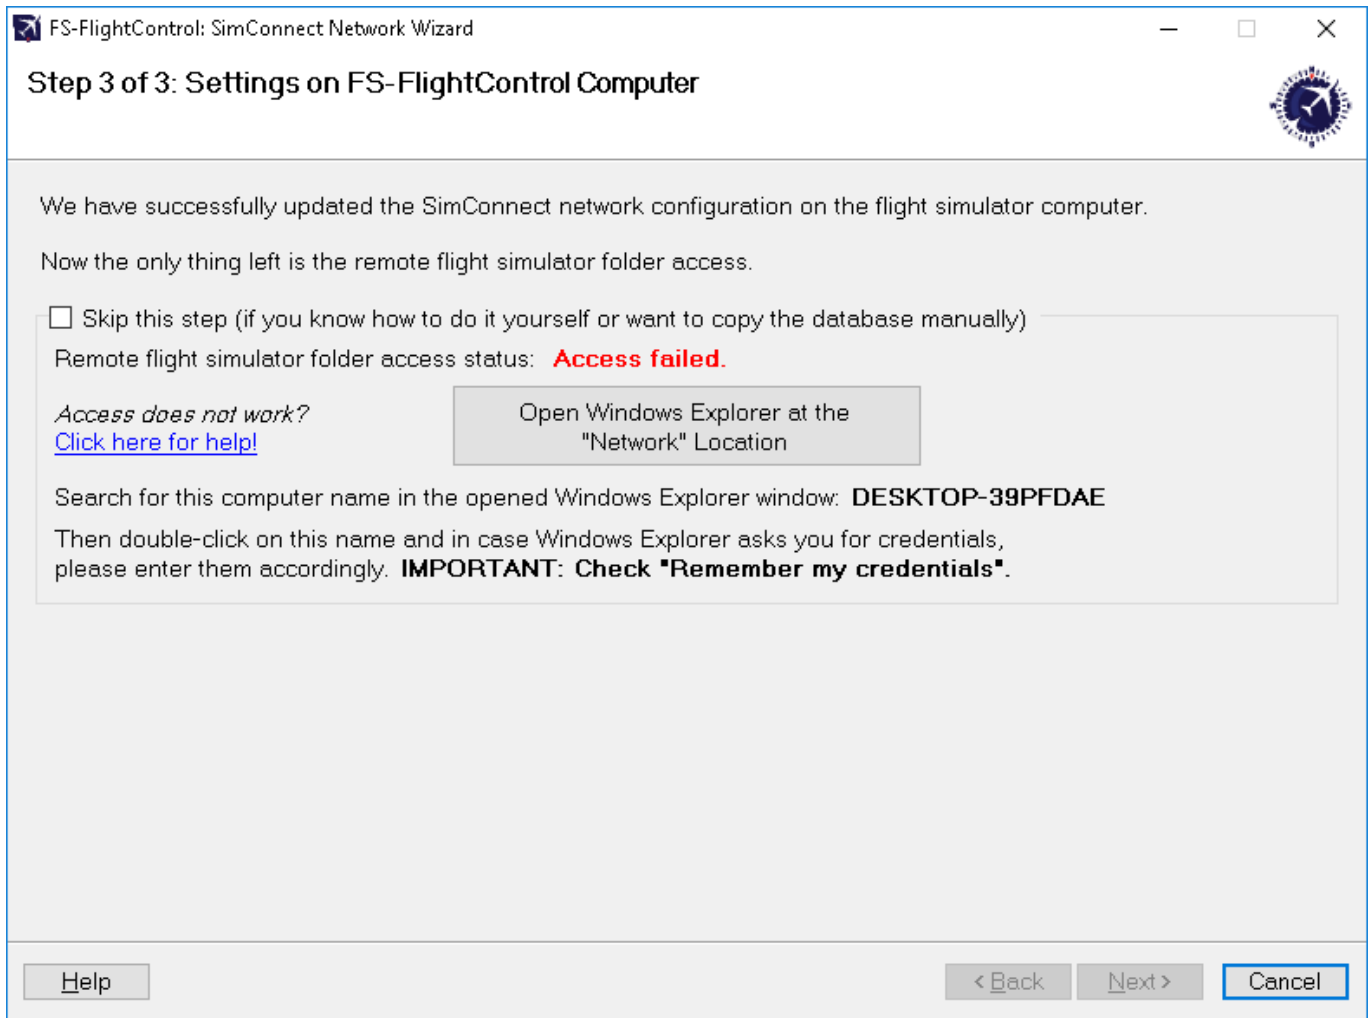 FS-FlightControl: SimConnect Network Wizard
Step 3 of 3: Settings on FS-FlightControl Computer
We have successfully updated the SimConnect network configuration on the flight simulator computer.
Now the only thing left is the remote flight simulator folder access.
Skip this step (if you know how to do it yourself or want to copy the database manually)
Remote flight simulator folder access status: Access failed.
Access does not work?
Click here for help!
Open Windows Explorer at the
"Network" Location
Search for this computer name in the opened Windows Explorer window: DESKTOP-39PFDAE
Then double-click on this name and in case Windows Explorer asks you for credentials,
please enter them accordingly. IMPORTANT: Check "Remember my credentials".
Help
< Back
Next >
Cancel